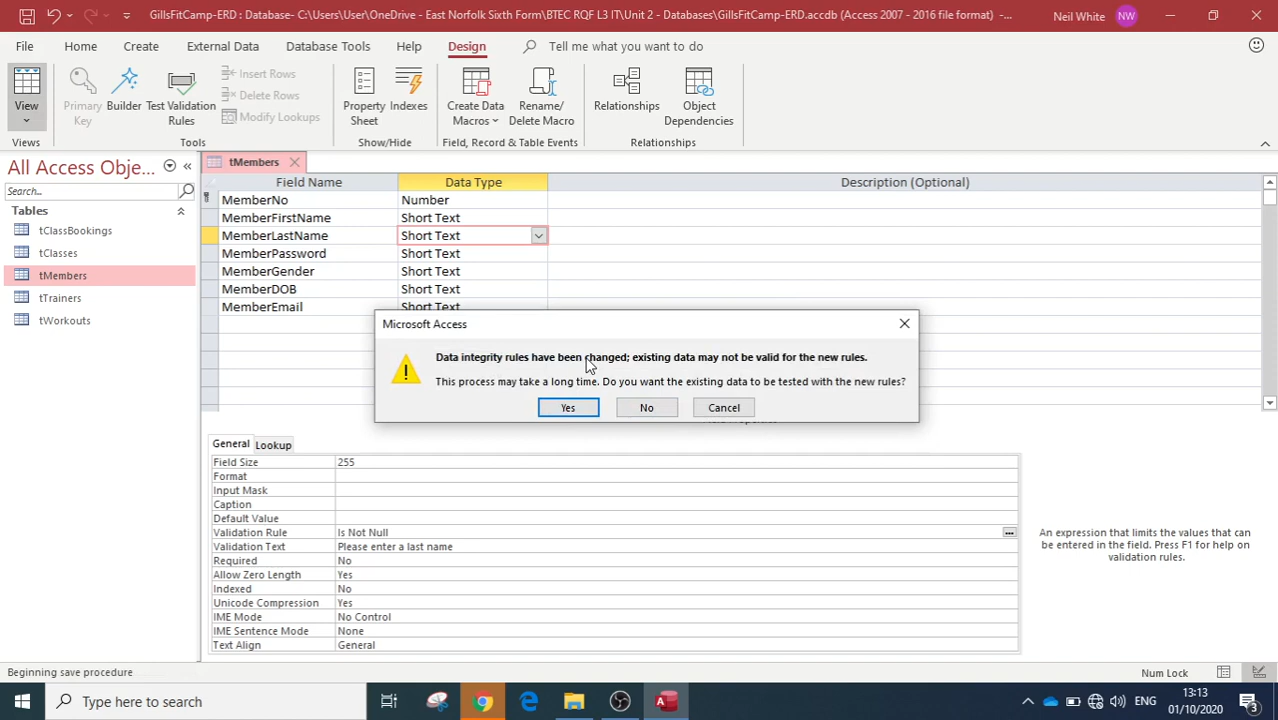 GillsFitCamp-ERD : Database- C:\Users\User\OneDrive - East Norfolk Sixth Form\BTEC RQF L3 IT\Unit 2 - Databases\GillsFitCamp-ERD.accdb (Access 2007 - 2016 file format) -...
Neil White
NW
File Home Create External Data Database Tools Help Design Tell me what you want to do
View
Primary Key
Builder
Test Validation Rules
Insert Rows
Delete Rows
Modify Lookups
Property Sheet
Indexes
Create Data Macros
Rename/ Delete Macro
Relationships
Object Dependencies
Views Tools Show/Hide Field, Record & Table Events Relationships
All Access Obje...
Search...
Tables
tClassBookings
tClasses
tMembers
tTrainers
tWorkouts
tMembers
Field Name Data Type Description (Optional)
MemberNo Number
MemberFirstName Short Text
MemberLastName Short Text
MemberPassword Short Text
MemberGender Short Text
MemberDOB Short Text
MemberEmail Short Text
Microsoft Access
Data integrity rules have been changed; existing data may not be valid for the new rules.
This process may take a long time. Do you want the existing data to be tested with the new rules?
Yes No Cancel
General Lookup
Field Size 255
Format
Input Mask
Caption
Default Value
Validation Rule Is Not Null
Validation Text Please enter a last name
Required No
Allow Zero Length Yes
Indexed No
Unicode Compression Yes
IME Mode No Control
IME Sentence Mode None
Text Align General
An expression that limits the values that can
be entered in the field. Press F1 for help on
validation rules.
Beginning save procedure
Num Lock
Type here to search
ENG
13:13
01/10/2020
3